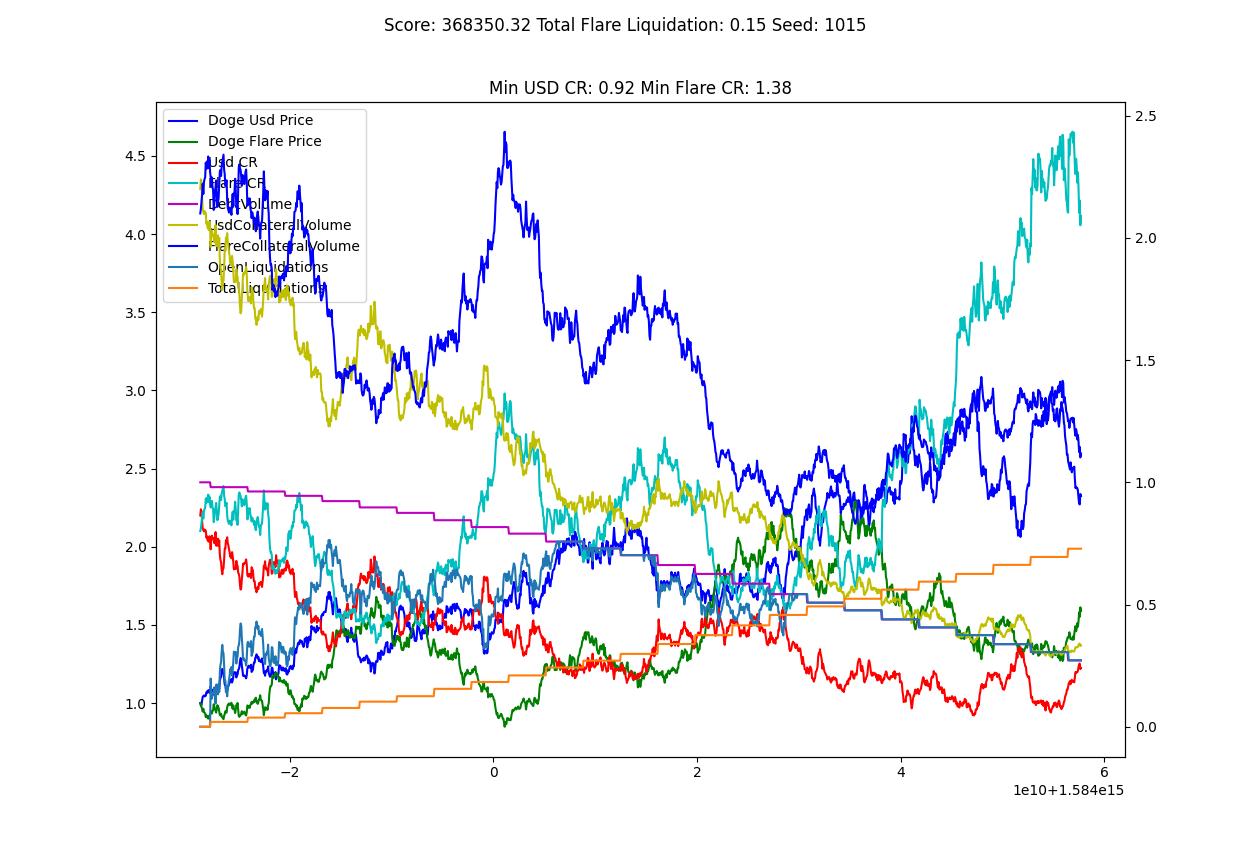 Score: 368350.32 Total Flare Liquidation: 0.15 Seed: 1015
Min USD CR: 0.92 Min Flare CR: 1.38
Doge Usd Price
Doge Flare Price
Usd CR
Flare CR
DebtVolume
UsdCollateralVolume
FlareCollateralVolume
OpenLiquidations
TotalLiquidations
4.5
4.0
3.5
3.0
2.5
2.0
1.5
1.0
2.5
2.0
1.5
1.0
0.5
0.0
−2
0
2
4
6
1e10+1.584e15